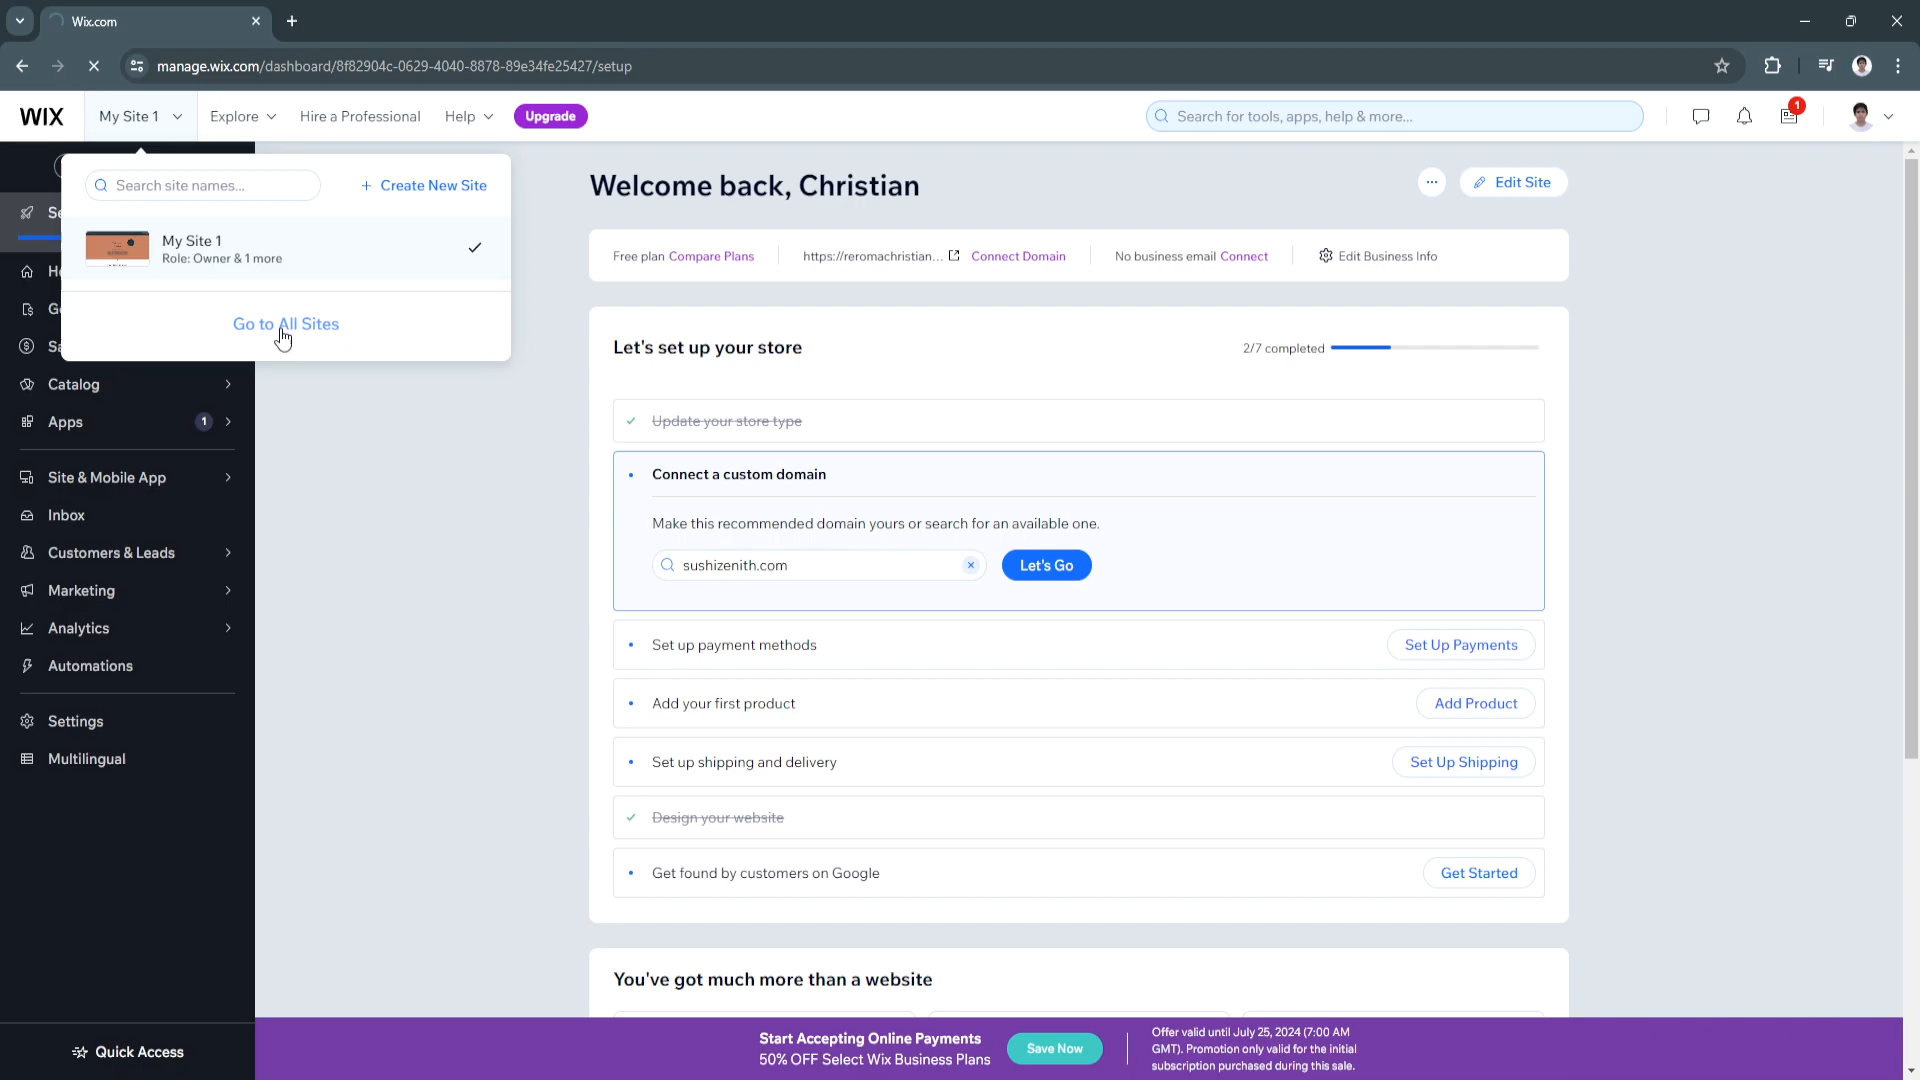 Wix.com
manage.wix.com/dashboard/8f82904c-0629-4040-8878-89e34fe25427/setup
WIX
My Site 1
Explore
Hire a Professional
Help
Upgrade
Search for tools, apps, help & more...
1
Search site names...
+ Create New Site
My Site 1
Role: Owner & 1 more
Go to All Sites
Catalog
Apps
1
Site & Mobile App
Inbox
Customers & Leads
Marketing
Analytics
Automations
Settings
Multilingual
Quick Access
Welcome back, Christian
Edit Site
Free plan Compare Plans
https://reromachristian... Connect Domain
No business email Connect
Edit Business Info
Let's set up your store
2/7 completed
Update your store type
Connect a custom domain
Make this recommended domain yours or search for an available one.
sushizenith.com
Let's Go
Set up payment methods
Set Up Payments
Add your first product
Add Product
Set up shipping and delivery
Set Up Shipping
Design your website
Get found by customers on Google
Get Started
You've got much more than a website
Start Accepting Online Payments
50% OFF Select Wix Business Plans
Save Now
Offer valid until July 25, 2024 (7:00 AM
GMT). Promotion only valid for the initial
subscription purchased during this sale.